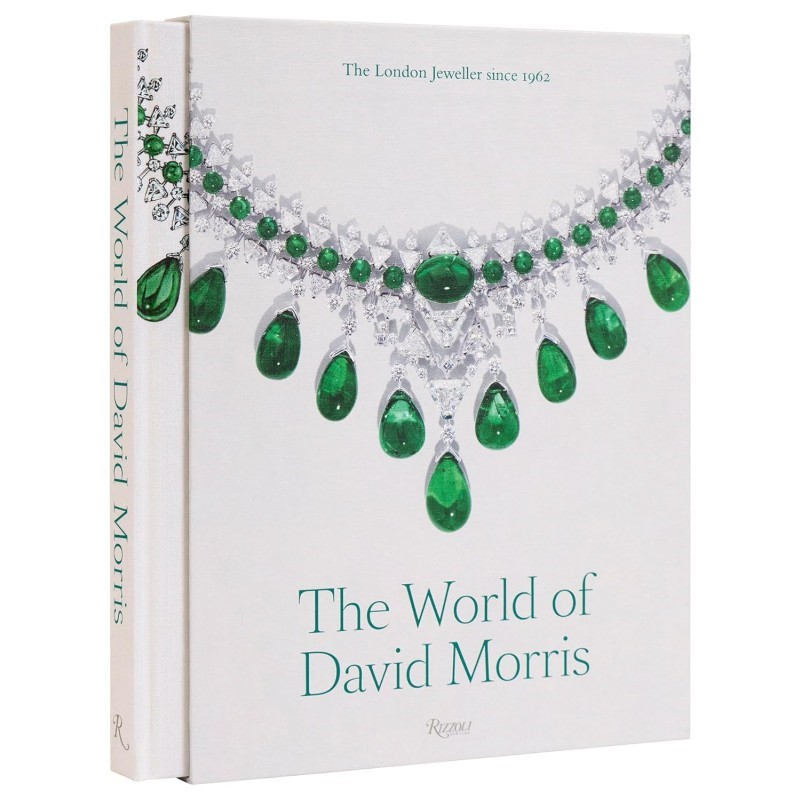 The World of David Morris
R
The London Jeweller since 1962
The World of
David Morris
RIZZOLI